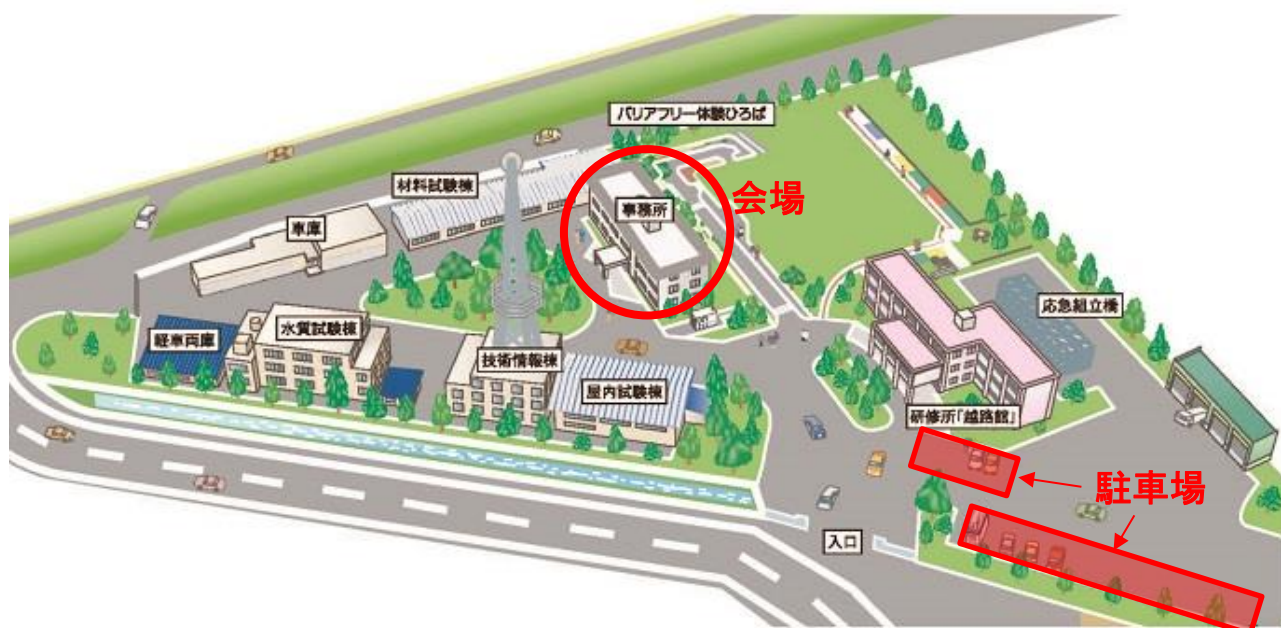 バリアフリー体験ひろば
材料試験棟
事務所
会場
車庫
応急組立橋
水質試験棟
軽車両庫
技術情報棟
屋内試験棟
研修所「越路館」
駐車場
入口